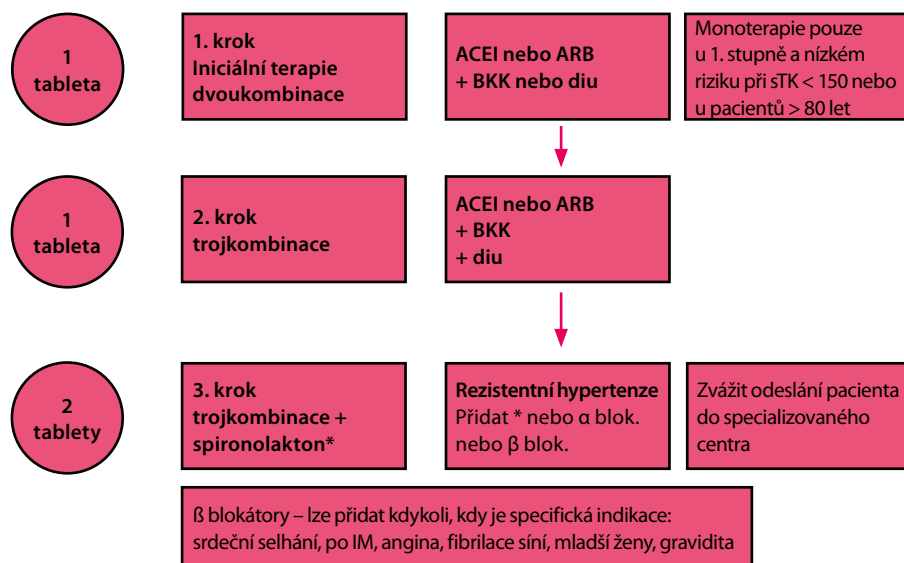 1
tableta
1. krok
Iniciální terapie
dvoukombinace
ACEI nebo ARB
+ BKK nebo diu
Monoterapie pouze
u 1. stupně a nízkém
riziku při sTK < 150 nebo
u pacientů > 80 let
1
tableta
2. krok
trojkombinace
ACEI nebo ARB
+ BKK
+ diu
2
tablety
3. krok
trojkombinace +
spironolakton*
Rezistentní hypertenze
Přidat * nebo α blok.
nebo β blok.
Zvážit odeslání pacienta
do specializovaného
centra
ß blokátory – lze přidat kdykoli, kdy je specifická indikace:
srdeční selhání, po IM, angina, fibrilace síní, mladší ženy, gravidita